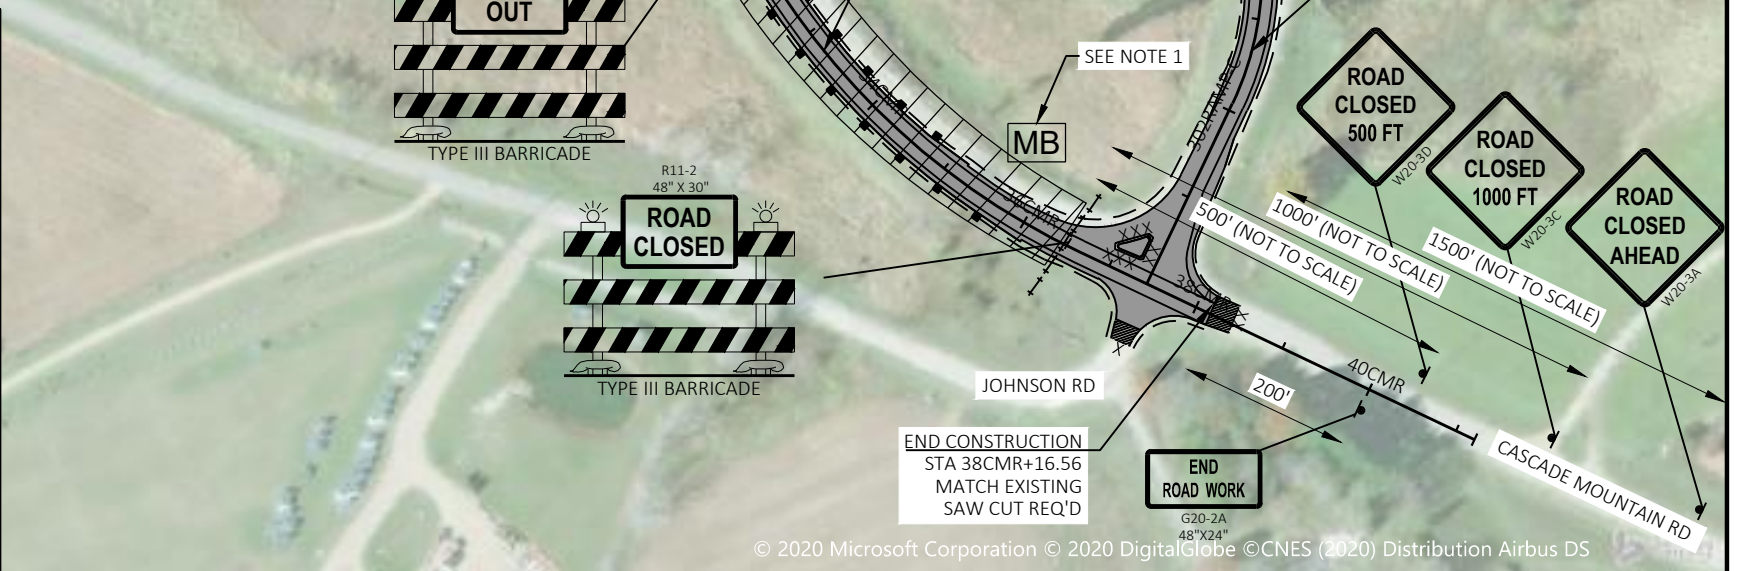 OUT
TYPE III BARRICADE
R11-2
48" X 30"
ROAD
CLOSED
TYPE III BARRICADE
SEE NOTE 1
MB
302RAMPC
38CMR
500' (NOT TO SCALE)
1000' (NOT TO SCALE)
1500' (NOT TO SCALE)
ROAD
CLOSED
500 FT
W20-3D
ROAD
CLOSED
1000 FT
W20-3C
ROAD
CLOSED
AHEAD
W20-3A
JOHNSON RD
200'
40CMR
END CONSTRUCTION
STA 38CMR+16.56
MATCH EXISTING
SAW CUT REQ'D
END
ROAD WORK
G20-2A
48"X24"
CASCADE MOUNTAIN RD
© 2020 Microsoft Corporation © 2020 DigitalGlobe ©CNES (2020) Distribution Airbus DS